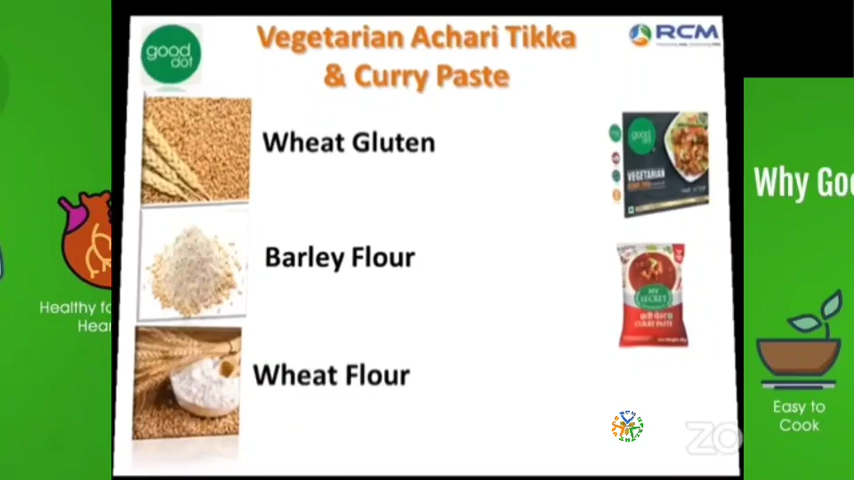 good
dot
Vegetarian Achari Tikka
& Curry Paste
RCM
Wheat Gluten
Barley Flour
Wheat Flour
good
dot
VEGETARIAN
MY
SECRET
CURRY PASTE
Healthy fo
Hear
Why Goo
Easy to
Cook
ZO